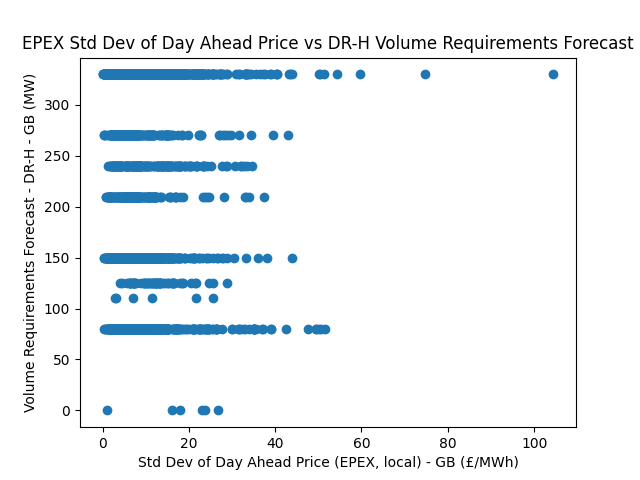 EPEX Std Dev of Day Ahead Price vs DR-H Volume Requirements Forecast
Volume Requirements Forecast - DR-H - GB (MW)
300
250
200
150
100
50
0
0 20 40 60 80 100
Std Dev of Day Ahead Price (EPEX, local) - GB (£/MWh)